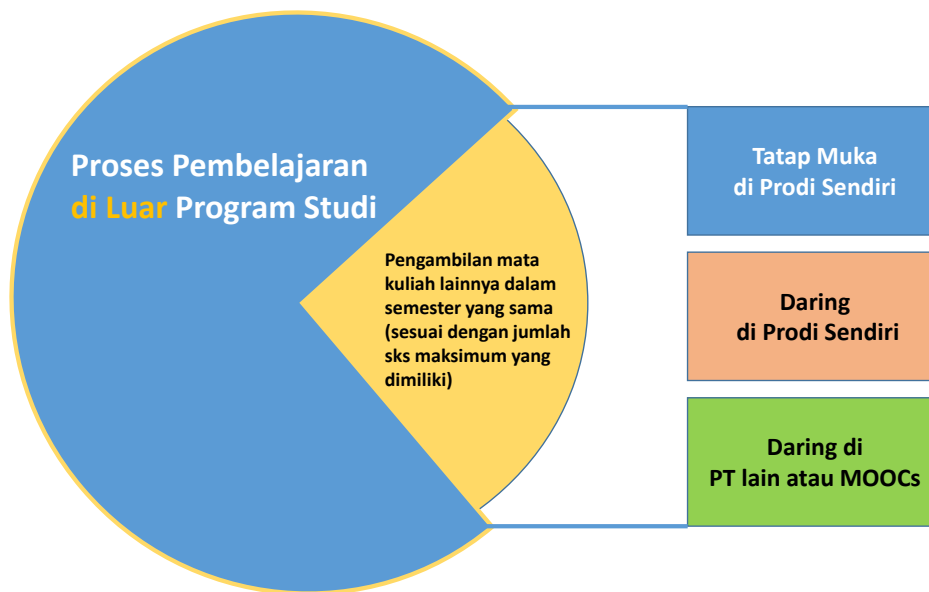 Proses Pembelajaran
di Luar Program Studi
Pengambilan mata
kuliah lainnya dalam
semester yang sama
(sesuai dengan jumlah
sks maksimum yang
dimiliki)
Tatap Muka
di Prodi Sendiri
Daring
di Prodi Sendiri
Daring di
PT lain atau MOOCs